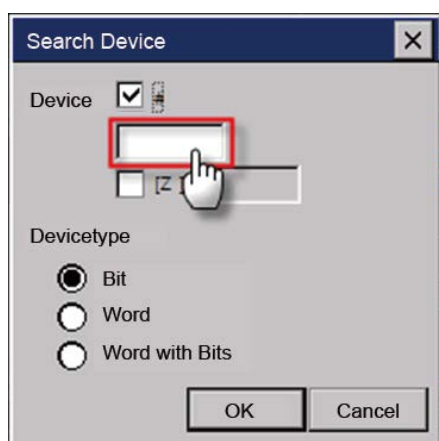 Search Device
Device
[Z ]
Devicetype
Bit
Word
Word with Bits
OK Cancel